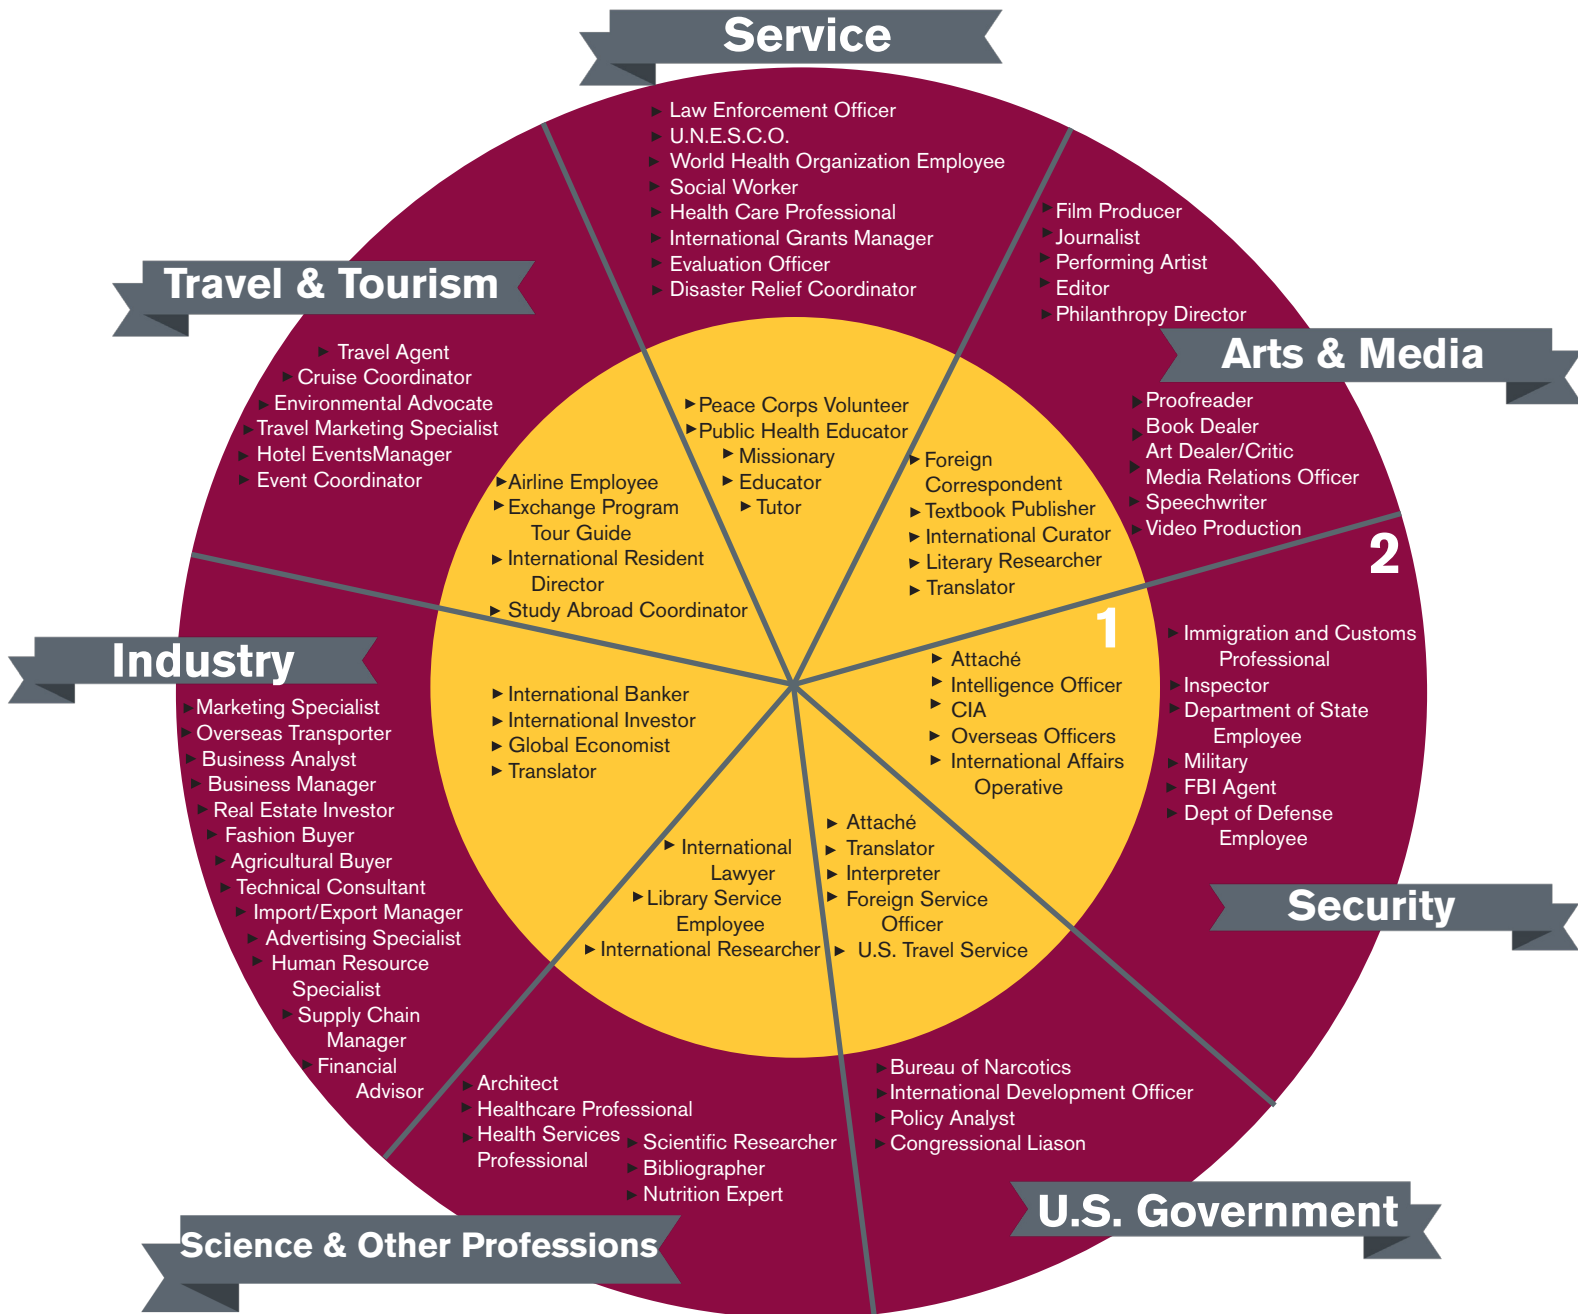 Service
► Law Enforcement Officer
► U.N.E.S.C.O.
► World Health Organization Employee
► Social Worker
► Health Care Professional
► International Grants Manager
► Evaluation Officer
► Disaster Relief Coordinator
► Peace Corps Volunteer
► Public Health Educator
► Missionary
► Educator
► Tutor
► Film Producer
► Journalist
► Performing Artist
► Editor
► Philanthropy Director
Arts & Media
► Proofreader
► Book Dealer
Art Dealer/Critic
► Media Relations Officer
► Speechwriter
► Video Production
► Foreign
Correspondent
► Textbook Publisher
► International Curator
► Literary Researcher
► Translator
2
1
► Immigration and Customs
Professional
► Inspector
► Department of State
Employee
► Military
► FBI Agent
► Dept of Defense
Employee
Security
► Attaché
► Intelligence Officer
► CIA
► Overseas Officers
► International Affairs
Operative
► Attaché
► Translator
► Interpreter
► Foreign Service
Officer
► U.S. Travel Service
► Bureau of Narcotics
► International Development Officer
► Policy Analyst
► Congressional Liason
U.S. Government
► International
Lawyer
► Library Service
Employee
► International Researcher
► Architect
► Healthcare Professional
► Health Services
Professional
► Scientific Researcher
► Bibliographer
► Nutrition Expert
Science & Other Professions
Industry
► Marketing Specialist
► Overseas Transporter
► Business Analyst
► Business Manager
► Real Estate Investor
► Fashion Buyer
► Agricultural Buyer
► Technical Consultant
► Import/Export Manager
► Advertising Specialist
► Human Resource
Specialist
► Supply Chain
Manager
► Financial
Advisor
► International Banker
► International Investor
► Global Economist
► Translator
Travel & Tourism
► Travel Agent
► Cruise Coordinator
► Environmental Advocate
► Travel Marketing Specialist
► Hotel EventsManager
► Event Coordinator
► Airline Employee
► Exchange Program
Tour Guide
► International Resident
Director
► Study Abroad Coordinator